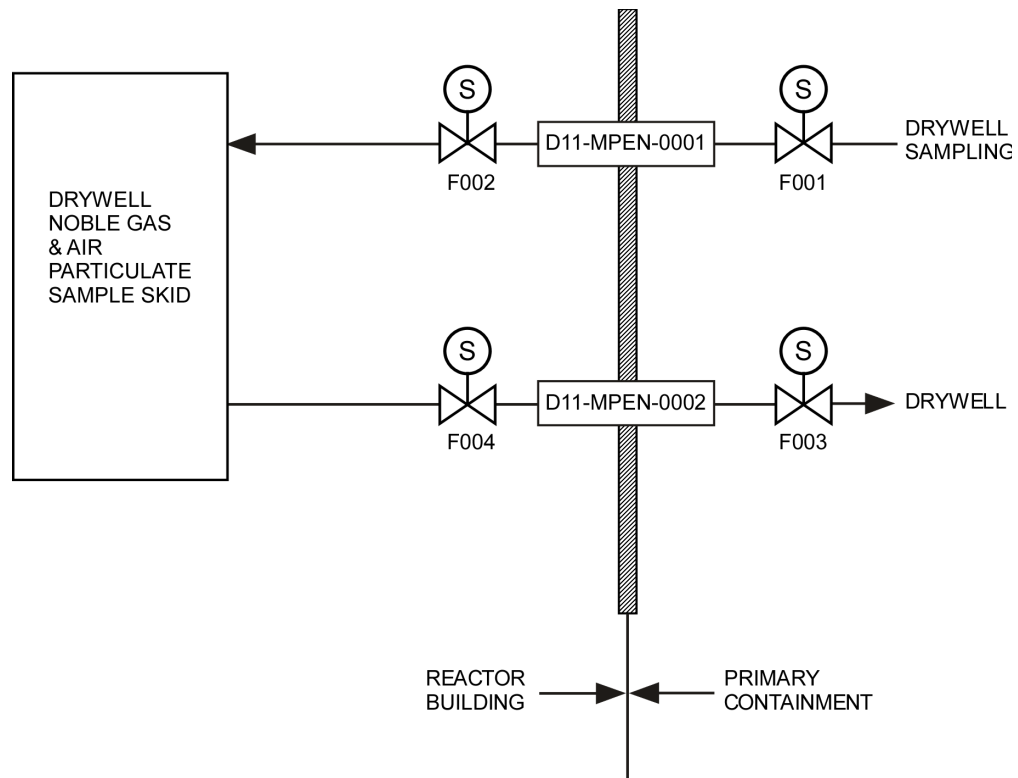 S
S
D11-MPEN-0001
F002
F001
DRYWELL
SAMPLING
DRYWELL
NOBLE GAS
& AIR
PARTICULATE
SAMPLE SKID
S
S
D11-MPEN-0002
DRYWELL
F004
F003
REACTOR
BUILDING
PRIMARY
CONTAINMENT